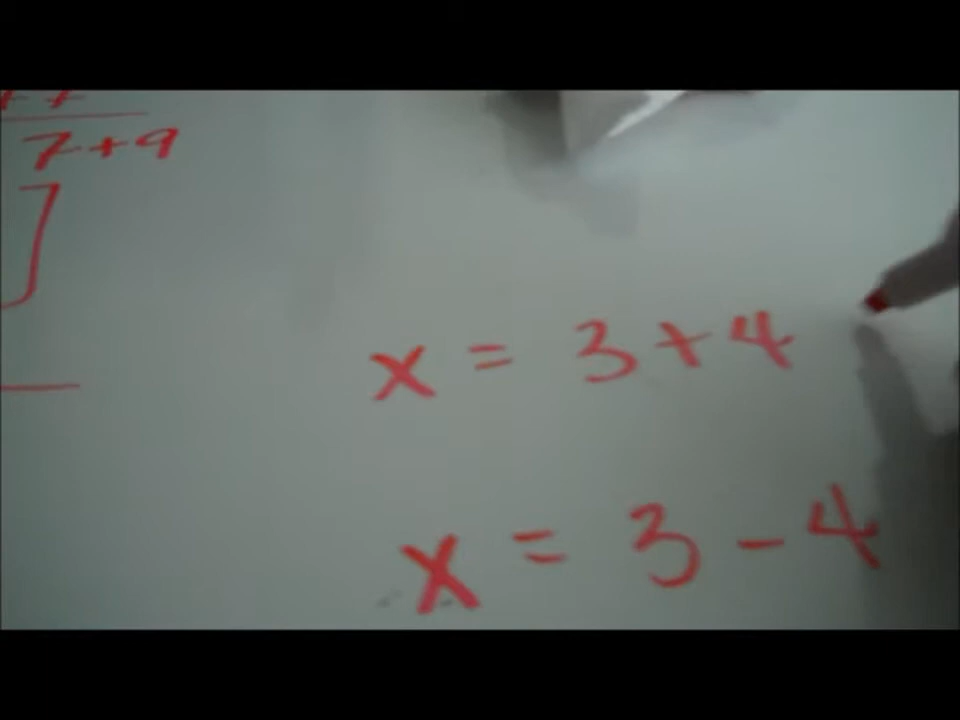 7+9
]
x = 3+4
x = 3-4